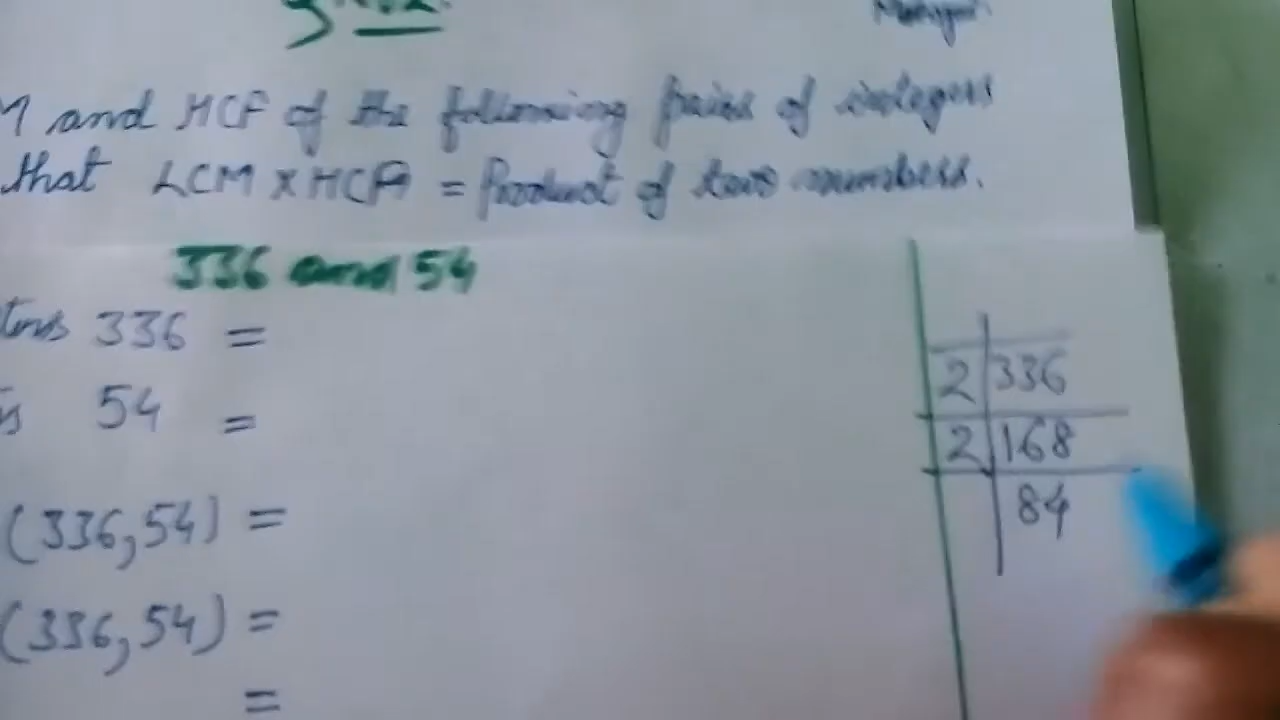 M and HCF of the following pairs of integers
that LCM X HCF = Product of two numbers.
336 and 54
336 =
54 =
(336,54) =
(336,54) =
=
2 336
2 168
84